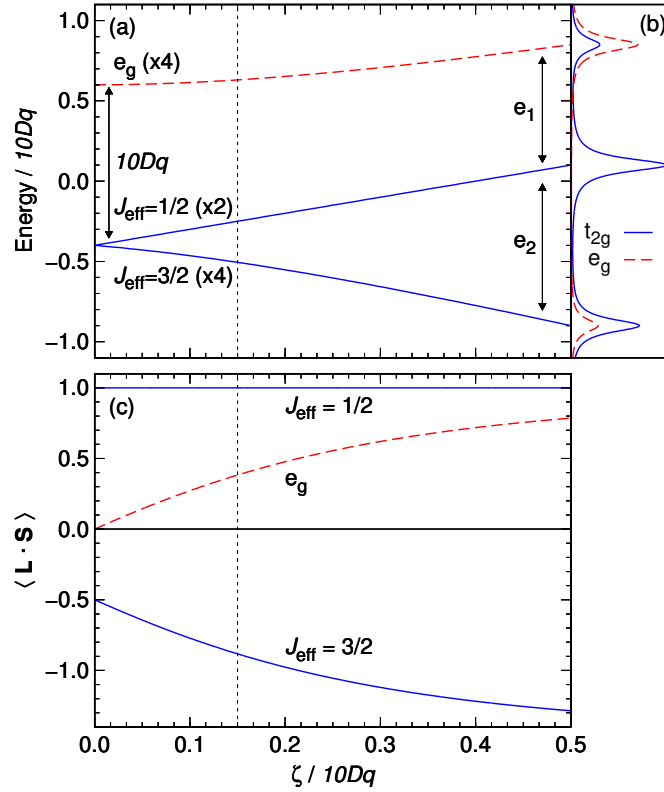 (a)
(b)
1.0
0.5
0.0
−0.5
−1.0
Energy / 10Dq
e_g (x4)
10Dq
J_eff=1/2 (x2)
J_eff=3/2 (x4)
e_1
e_2
t_2g
e_g
(c)
1.0
0.5
0.0
−0.5
−1.0
⟨ L · S ⟩
J_eff = 1/2
e_g
J_eff = 3/2
0.0 0.1 0.2 0.3 0.4 0.5
ζ / 10Dq